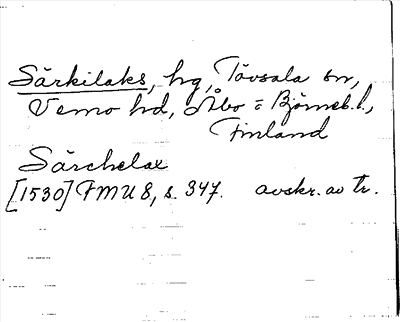 Särkilaks, hg, Tövsala sn,
Vemo hd, Åbo = Björneb. l.,
Finland
Särchelax
[1530] FMU 8, s. 347. avskr. av tr.